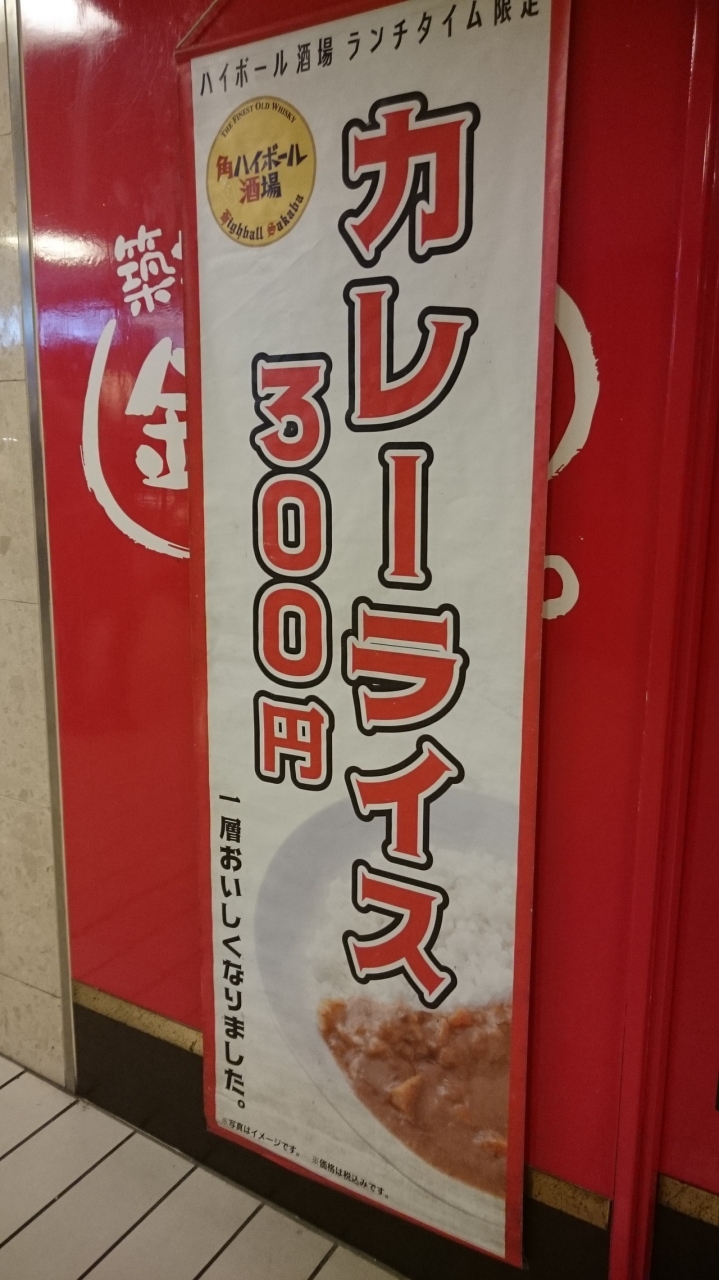 ハイボール酒場 ランチタイム限定
THE FINEST OLD WHISKY
角ハイボール
酒場
Highball Sakaba
カレーライス
300円
一層おいしくなりました。
※写真はイメージです。 ※価格は税込みです。
築
金
。